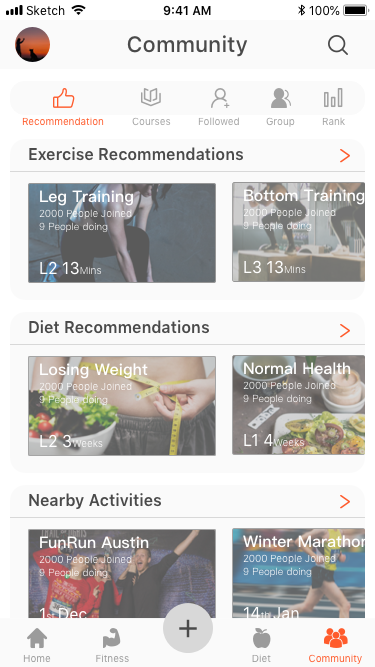 Sketch 9:41 AM 100%
Community
Recommendation Courses Followed Group Rank
Exercise Recommendations
Leg Training
2000 People Joined
9 People doing
L2 13Mins
Bottom Training
2000 People Joined
9 People doing
L3 13Mins
Diet Recommendations
Losing Weight
2000 People Joined
9 People doing
L2 3Weeks
Normal Health
2000 People Joined
9 People doing
L1 4Weeks
Nearby Activities
FunRun Austin
2000 People Joined
9 People doing
1st Dec
Winter Marathon
2000 People Joined
9 People doing
14th Jan
+
Home Fitness Diet Community